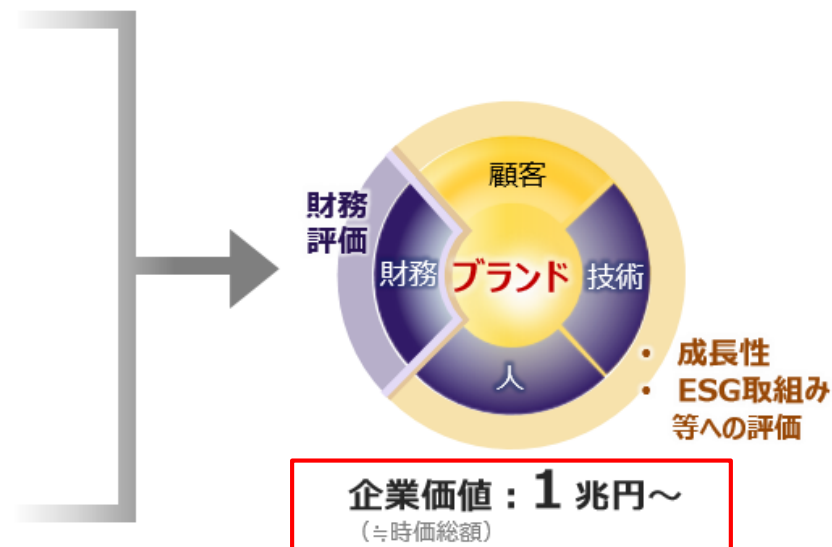 顧客
財務
評価
財務
ブランド
技術
人
・ 成長性
・ ESG取組み
等への評価
企業価値：1 兆円～
（≒時価総額）